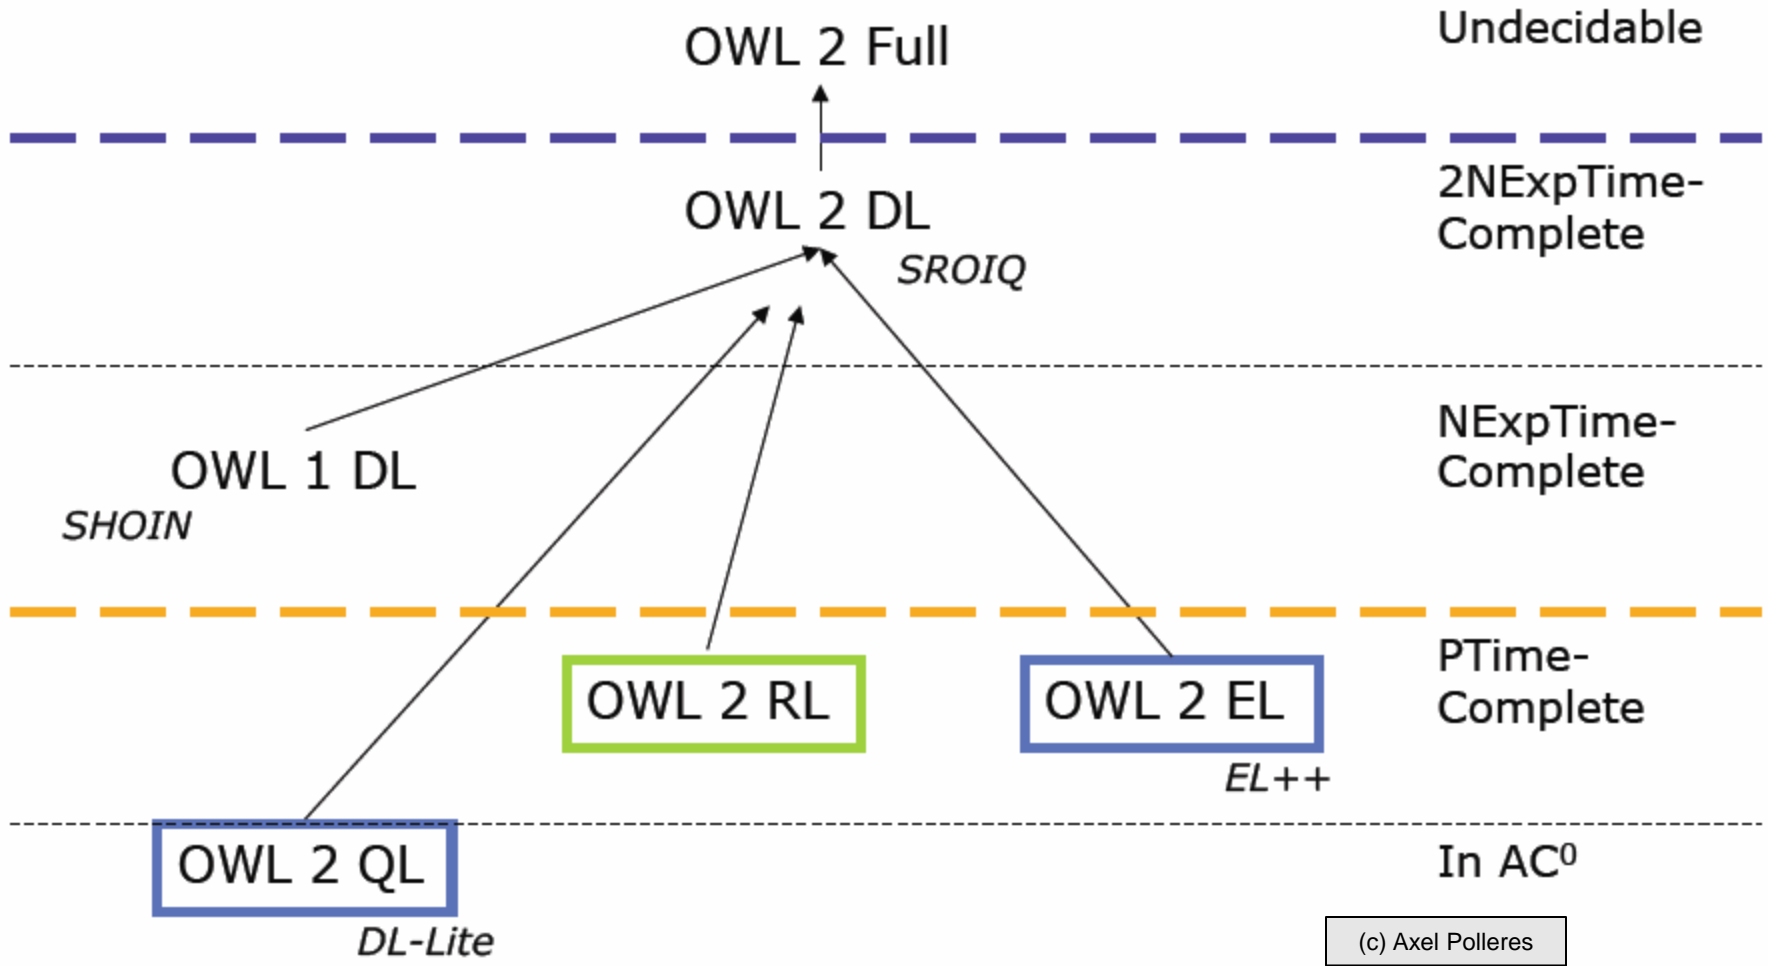 OWL 2 Full
Undecidable
OWL 2 DL
SROIQ
2NExpTime-
Complete
OWL 1 DL
SHOIN
NExpTime-
Complete
OWL 2 RL
OWL 2 EL
EL++
PTime-
Complete
OWL 2 QL
DL-Lite
In AC⁰
(c) Axel Polleres